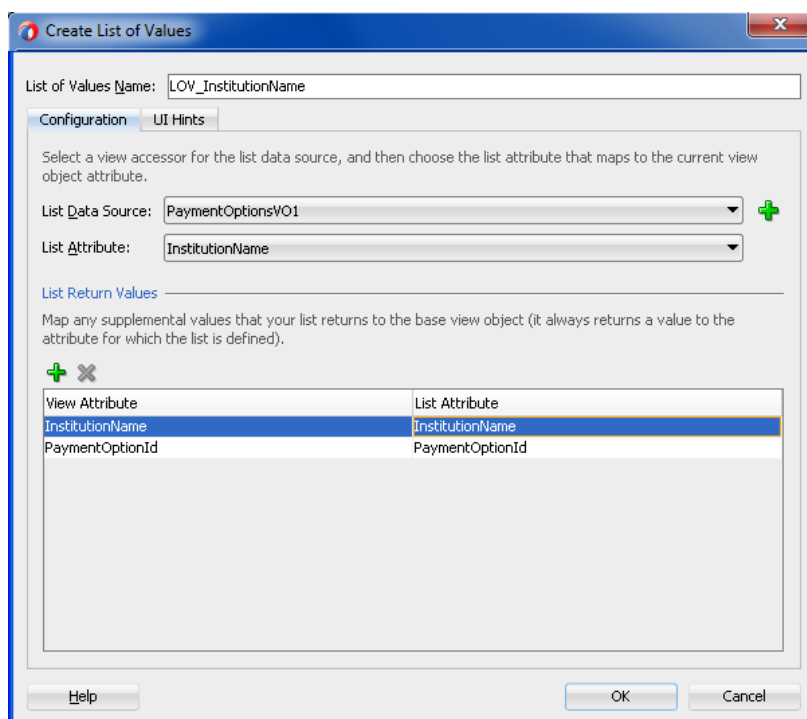 Create List of Values
List of Values Name: LOV_InstitutionName
Configuration UI Hints
Select a view accessor for the list data source, and then choose the list attribute that maps to the current view
object attribute.
List Data Source: PaymentOptionsVO1
List Attribute: InstitutionName
List Return Values
Map any supplemental values that your list returns to the base view object (it always returns a value to the
attribute for which the list is defined).
View Attribute List Attribute
InstitutionName InstitutionName
PaymentOptionId PaymentOptionId
Help OK Cancel